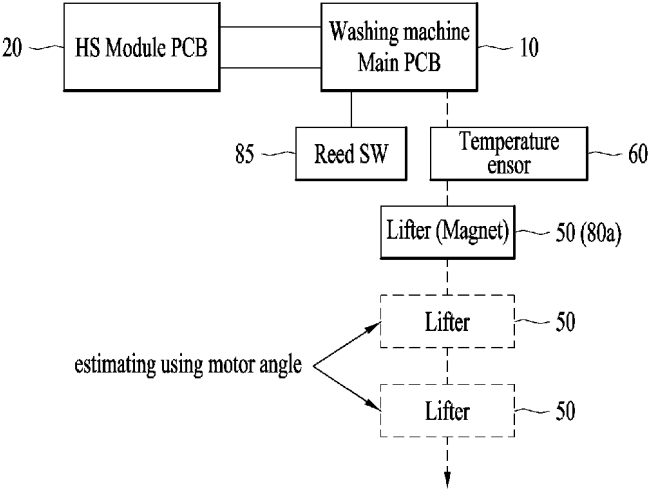 20
HS Module PCB
Washing machine
Main PCB
10
85
Reed SW
Temperature
ensor
60
Lifter (Magnet)
50 (80a)
Lifter
50
estimating using motor angle
Lifter
50